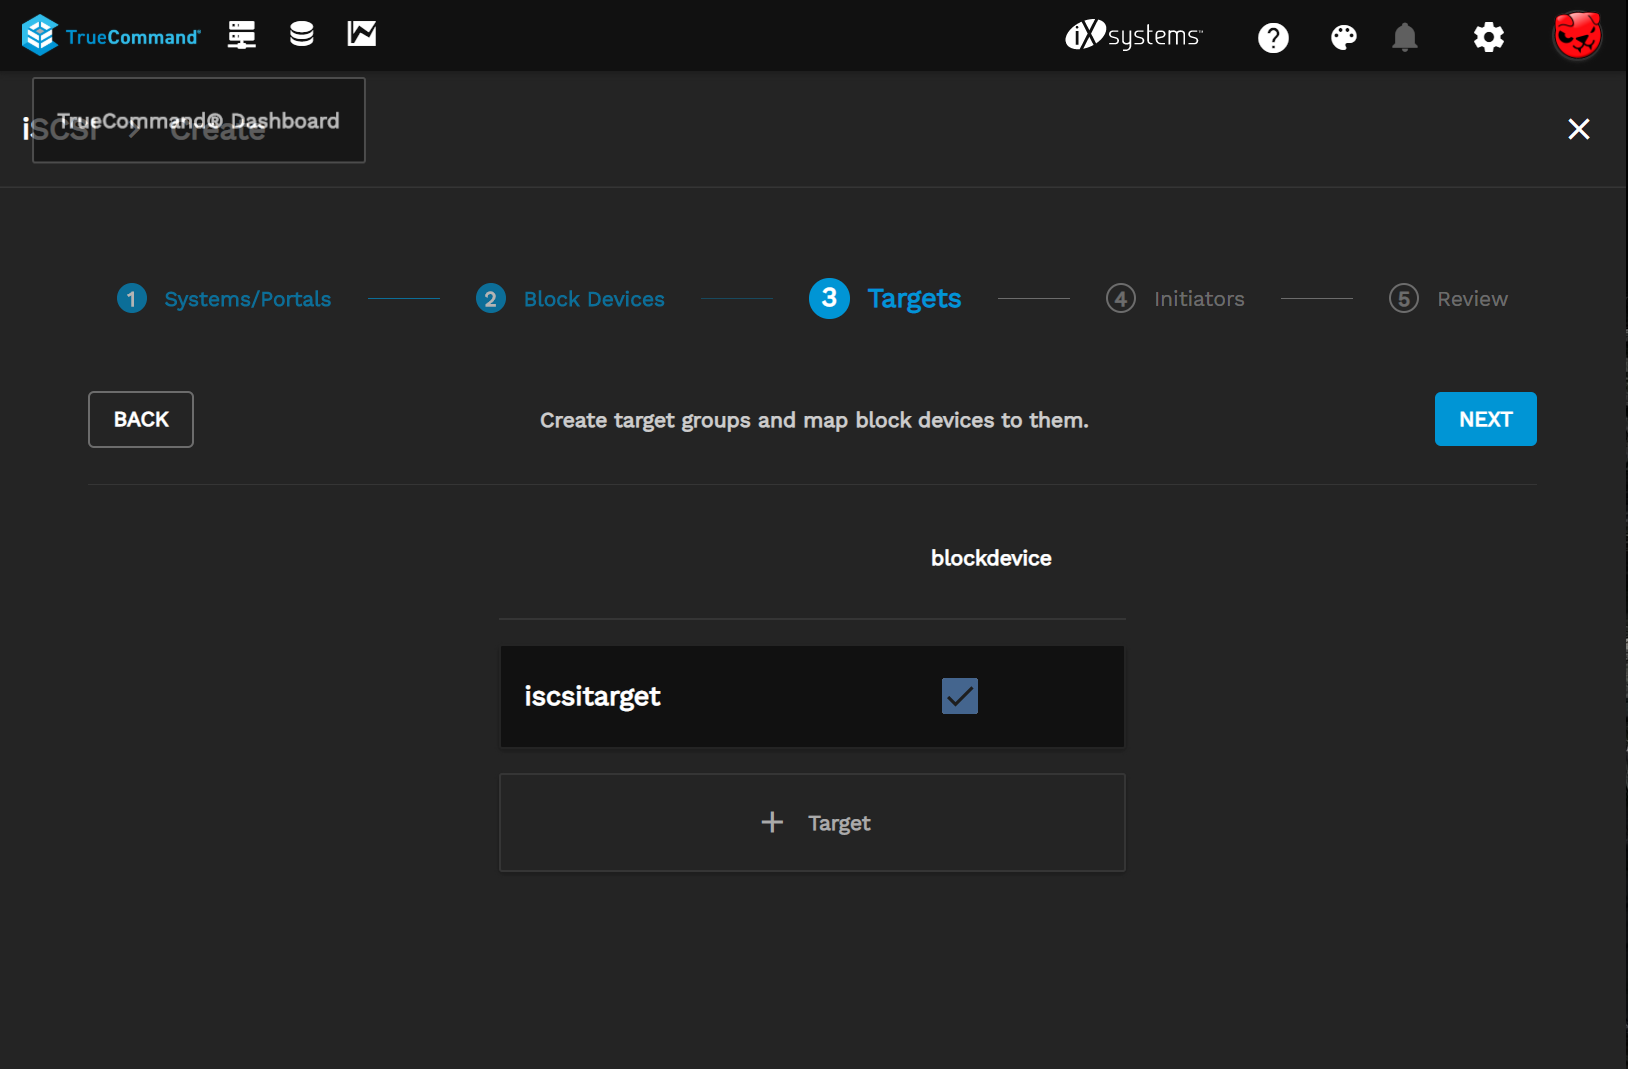 TrueCommand®
iXsystems™
TrueCommand® Dashboard
iSCSI > Create
1 Systems/Portals
2 Block Devices
3 Targets
4 Initiators
5 Review
BACK
Create target groups and map block devices to them.
NEXT
blockdevice
iscsitarget
+ Target